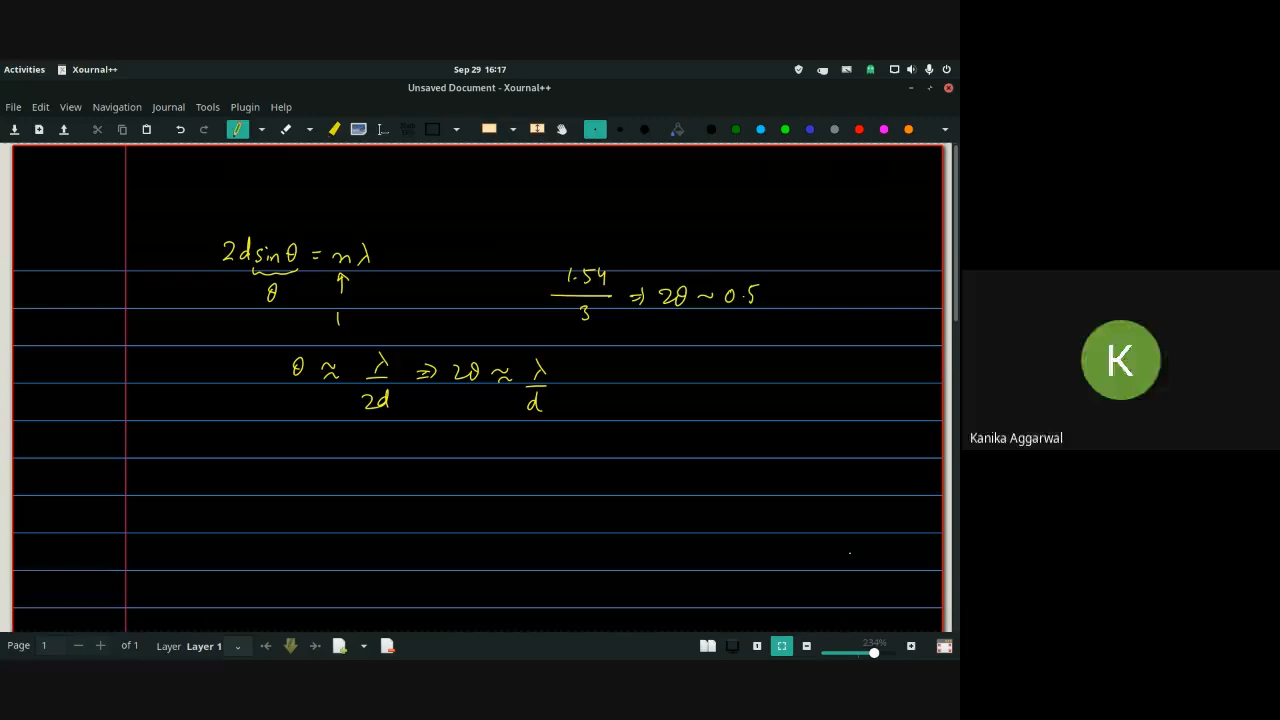 Activities Xournal++ Sep 29 16:17
Unsaved Document - Xournal++
File Edit View Navigation Journal Tools Plugin Help
2d sin θ = n λ
θ ↑
1
1.54 / 3 ⇒ 2θ ~ 0.5
θ ≈ λ / 2d ⇒ 2θ ≈ λ / d
K
Kanika Aggarwal
Page 1 of 1 Layer Layer 1 234%